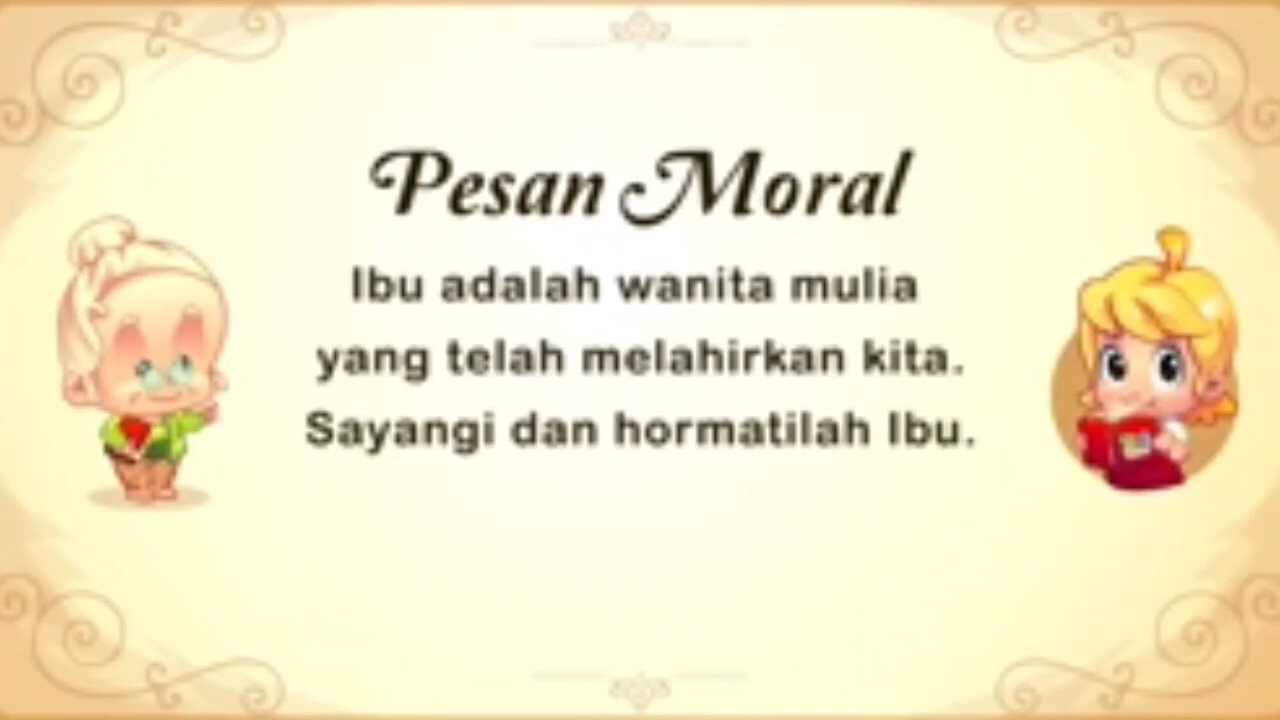 Pesan Moral
Ibu adalah wanita mulia
yang telah melahirkan kita.
Sayangi dan hormatilah Ibu.